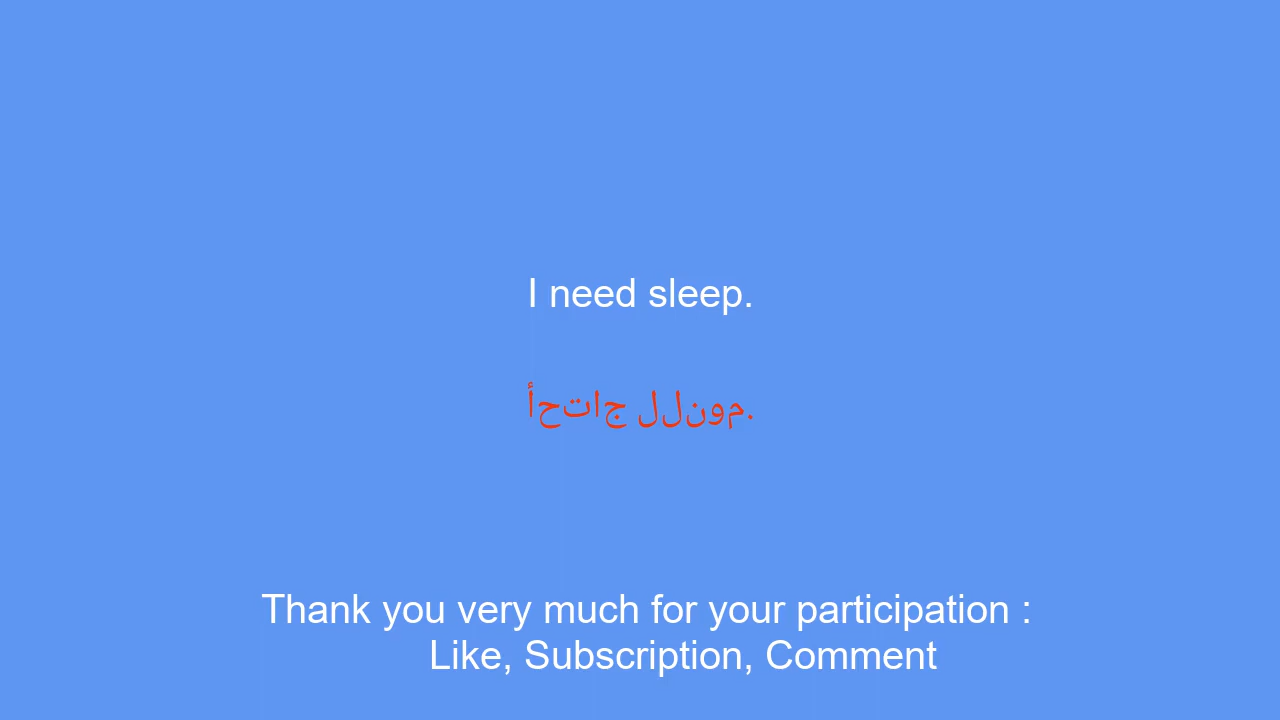 I need sleep.
أحتاج للنوم.
Thank you very much for your participation :
Like, Subscription, Comment